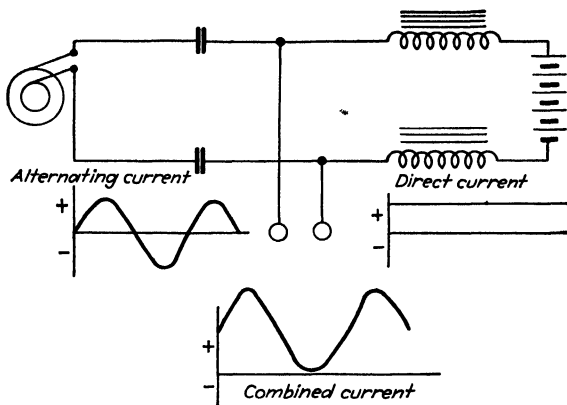 Alternating current
Direct current
+
-
+
-
+
-
Combined current